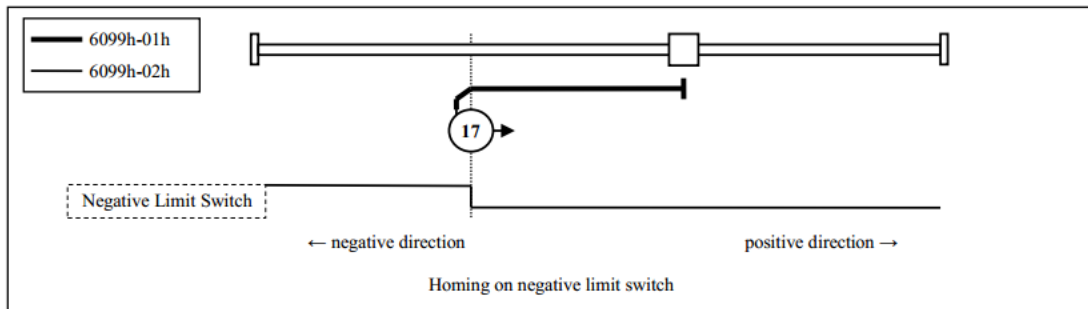 6099h-01h
6099h-02h
17
Negative Limit Switch
← negative direction
positive direction →
Homing on negative limit switch